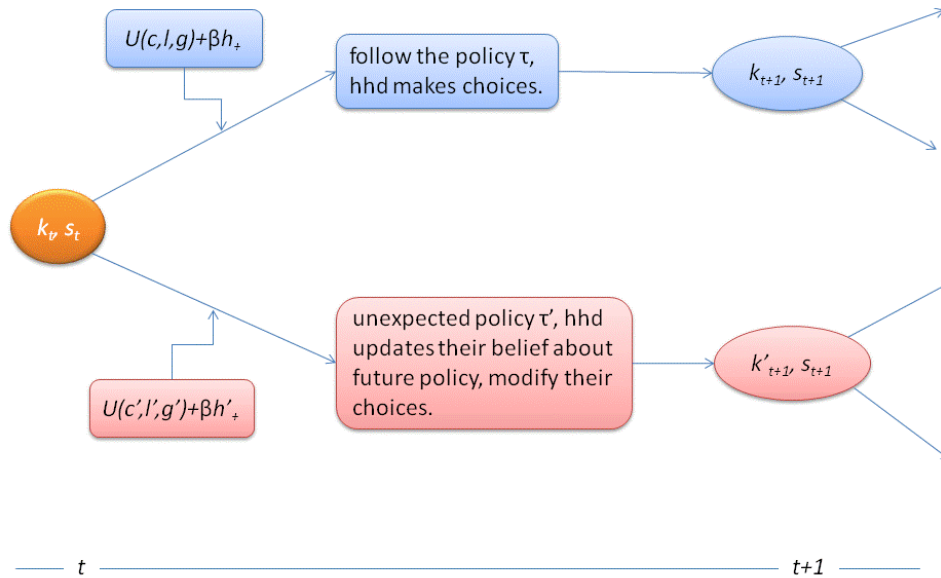 U(c,l,g)+βh₊
follow the policy τ,
hhd makes choices.
kₜ₊₁, sₜ₊₁
kₜ, sₜ
unexpected policy τ’, hhd
updates their belief about
future policy, modify their
choices.
k’ₜ₊₁, sₜ₊₁
U(c’,l’,g’)+βh’₊
t
t+1